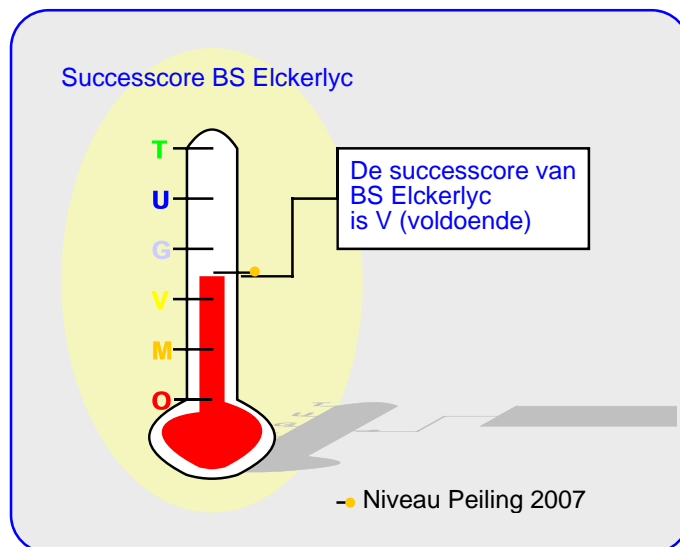 Successcore BS Elckerlyc
T
U
G
V
M
O
De successcore van
BS Elckerlyc
is V (voldoende)
Niveau Peiling 2007